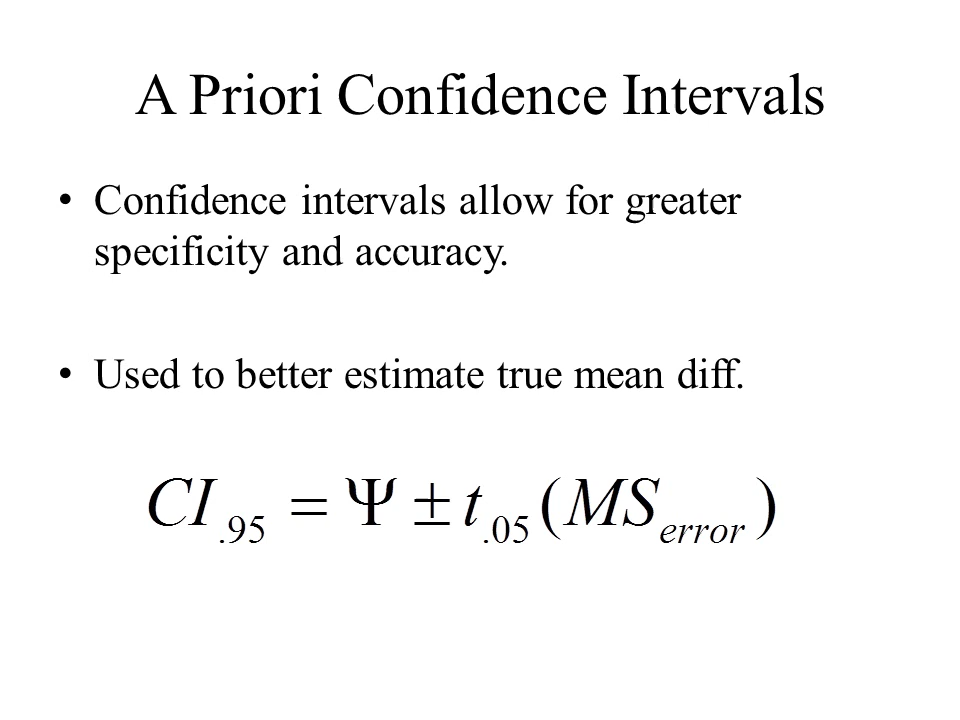 A Priori Confidence Intervals
• Confidence intervals allow for greater
specificity and accuracy.
• Used to better estimate true mean diff.
CI.95 = Ψ ± t.05 (MSerror)